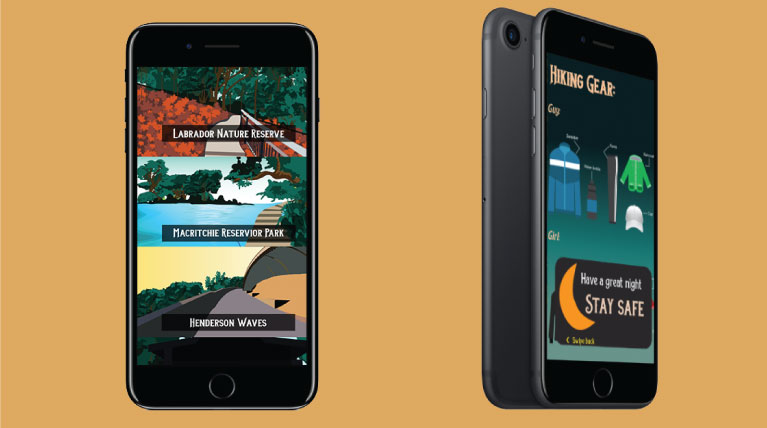 LABRADOR NATURE RESERVE
MACRITCHIE RESERVIOR PARK
HENDERSON WAVES
HIKING GEAR:
Guy:
Girl:
Have a great night
STAY SAFE
< Swipe back